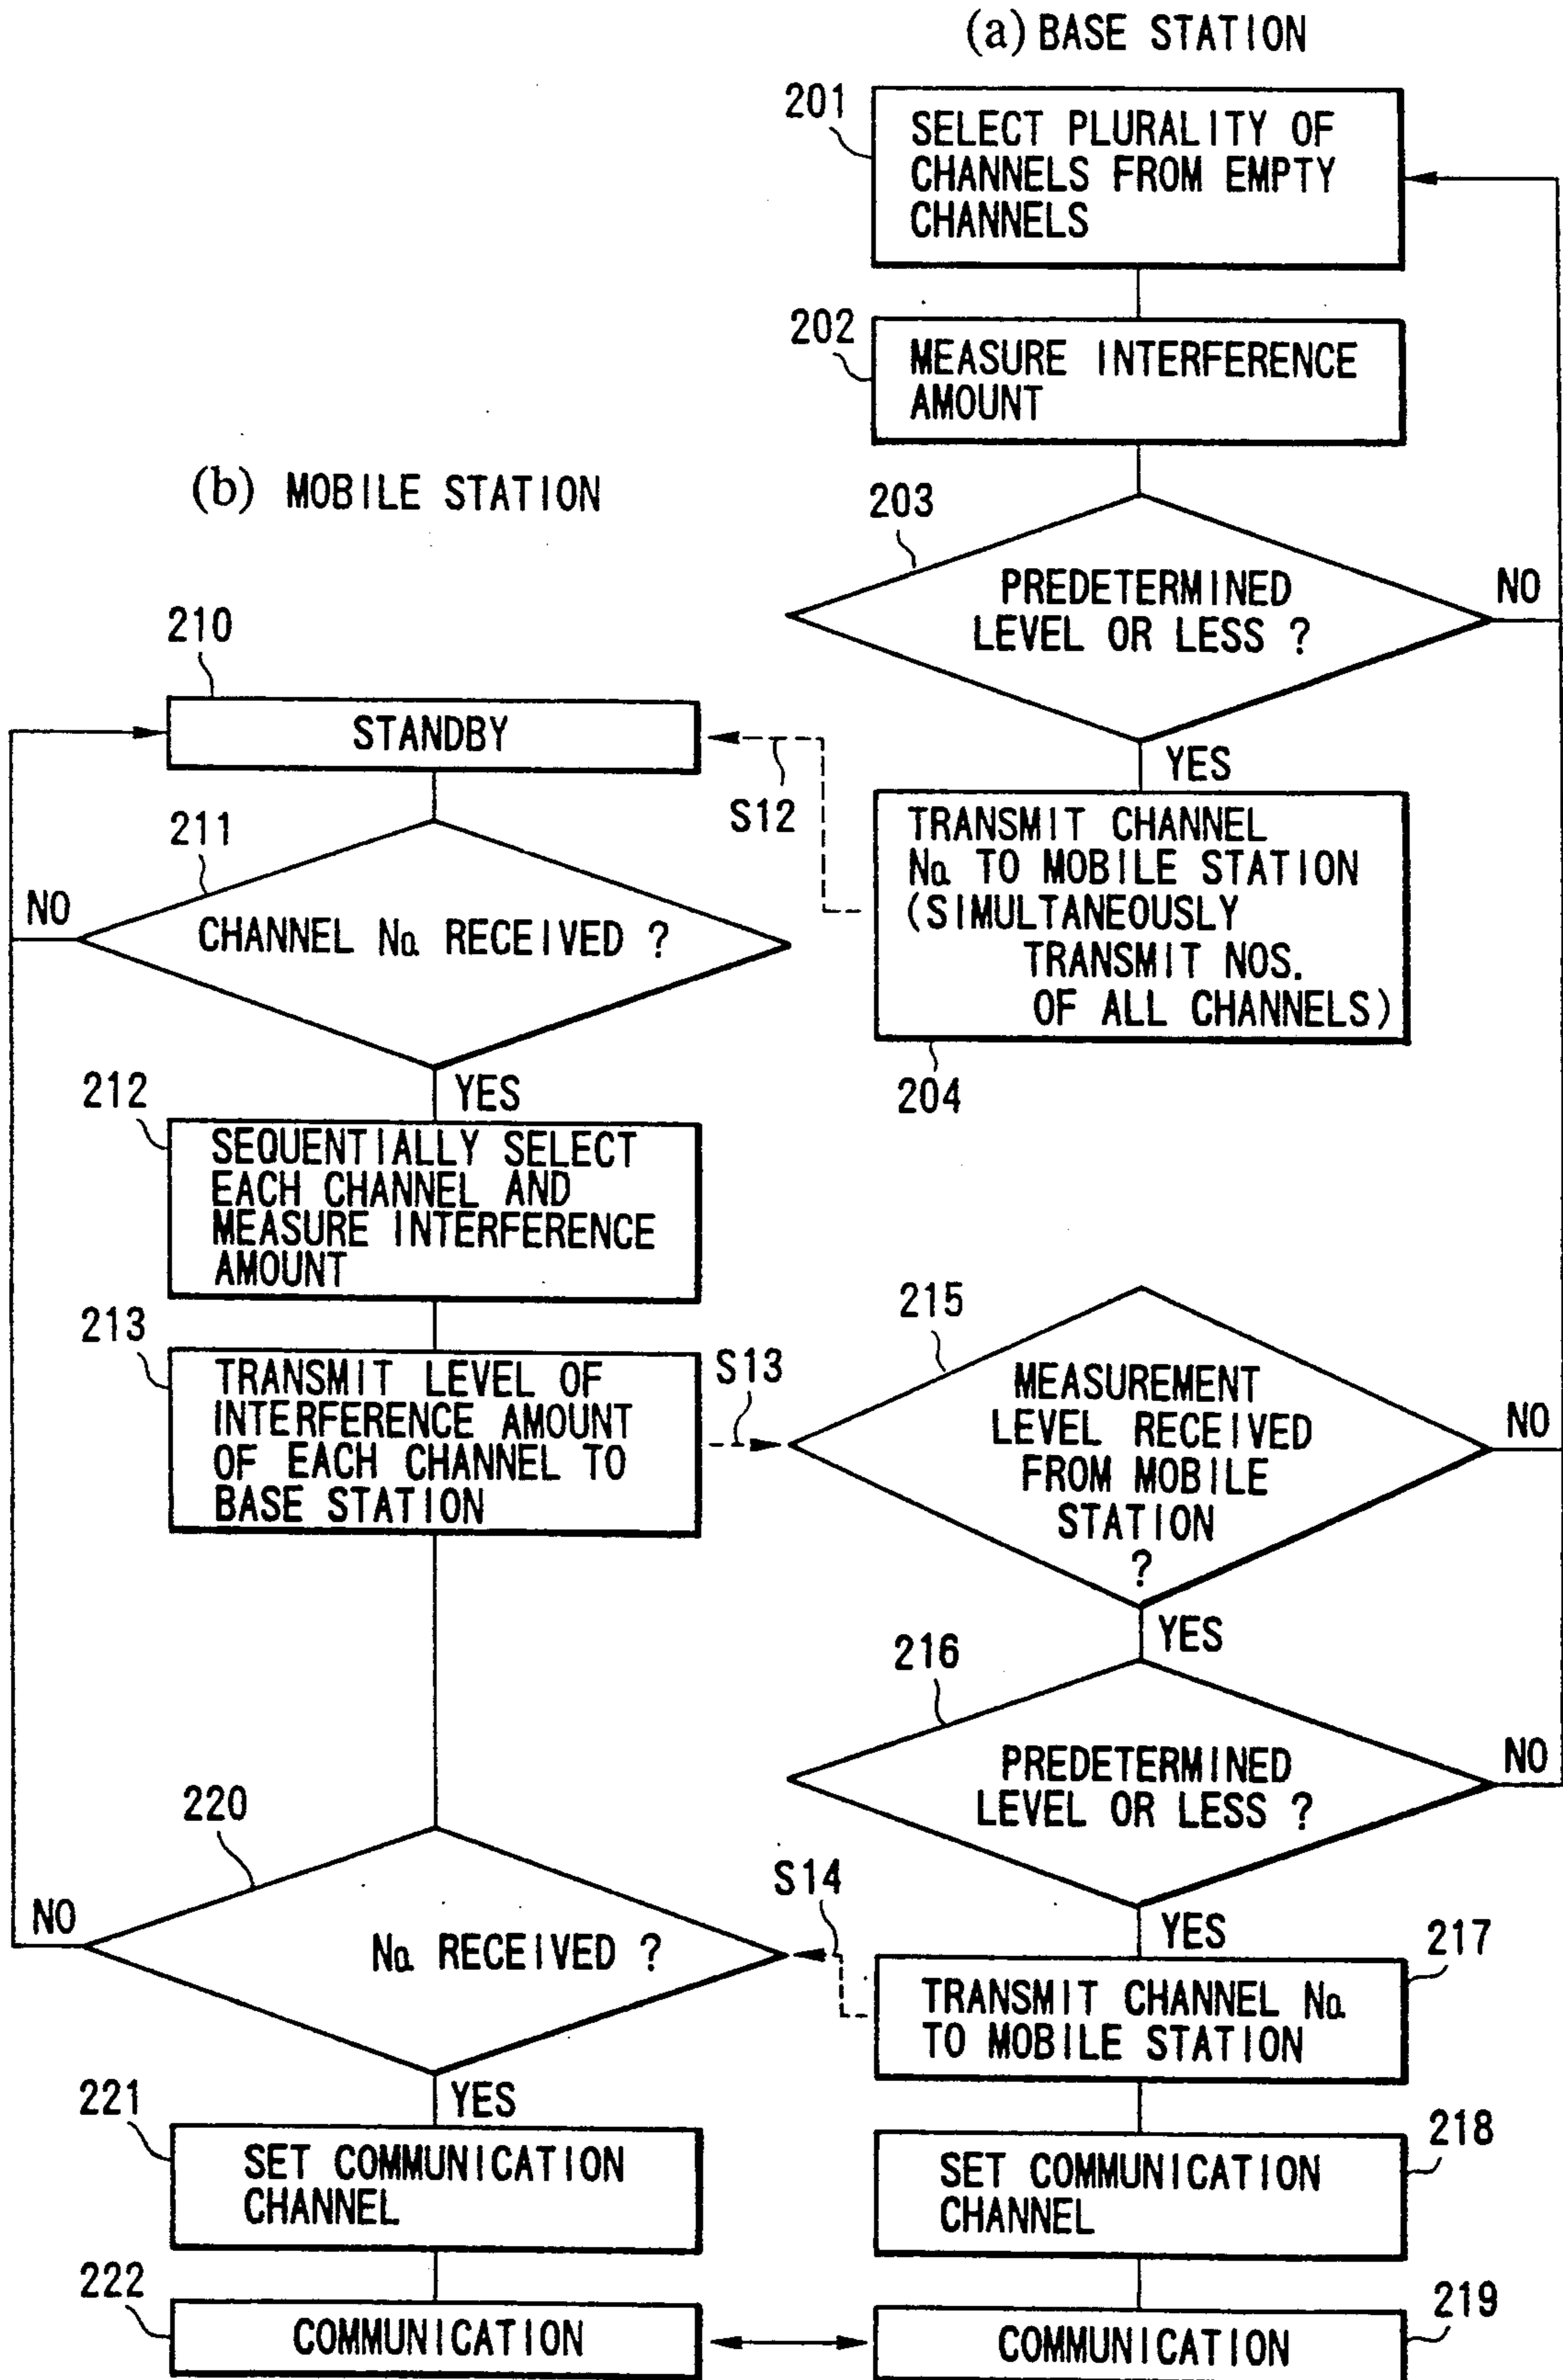 (a) BASE STATION
201
SELECT PLURALITY OF
CHANNELS FROM EMPTY
CHANNELS
202
MEASURE INTERFERENCE
AMOUNT
(b) MOBILE STATION
203
PREDETERMINED
LEVEL OR LESS ?
NO
YES
210
STANDBY
S12
TRANSMIT CHANNEL
No. TO MOBILE STATION
(SIMULTANEOUSLY
TRANSMIT NOS.
OF ALL CHANNELS)
204
211
CHANNEL No. RECEIVED ?
NO
YES
212
SEQUENTIALLY SELECT
EACH CHANNEL AND
MEASURE INTERFERENCE
AMOUNT
213
TRANSMIT LEVEL OF
INTERFERENCE AMOUNT
OF EACH CHANNEL TO
BASE STATION
S13
215
MEASUREMENT
LEVEL RECEIVED
FROM MOBILE
STATION
?
NO
YES
216
PREDETERMINED
LEVEL OR LESS ?
NO
YES
220
No. RECEIVED ?
NO
YES
S14
217
TRANSMIT CHANNEL No.
TO MOBILE STATION
221
SET COMMUNICATION
CHANNEL
218
SET COMMUNICATION
CHANNEL
222
COMMUNICATION
219
COMMUNICATION